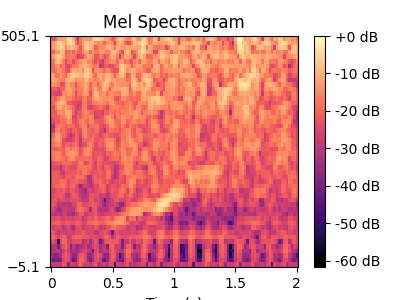 Mel Spectrogram
505.1
−5.1
0
0.5
1
1.5
2
+0 dB
-10 dB
-20 dB
-30 dB
-40 dB
-50 dB
-60 dB